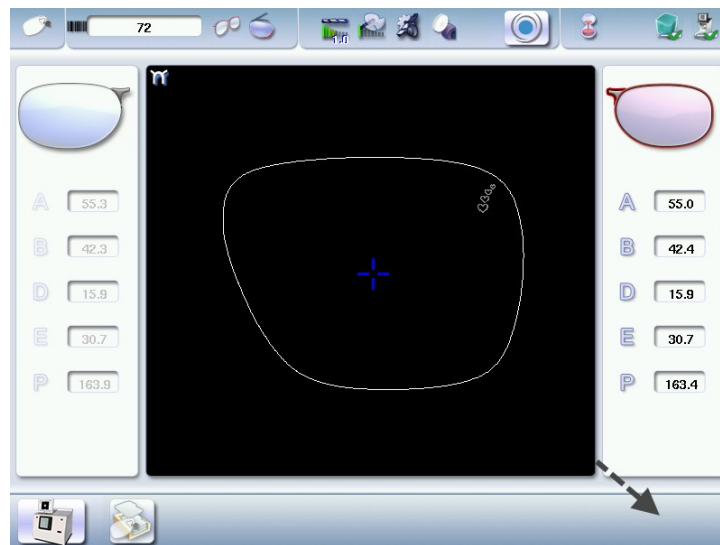 72
1.0
A 55.3
B 42.3
D 15.9
E 30.7
P 163.9
A 55.0
B 42.4
D 15.9
E 30.7
P 163.4